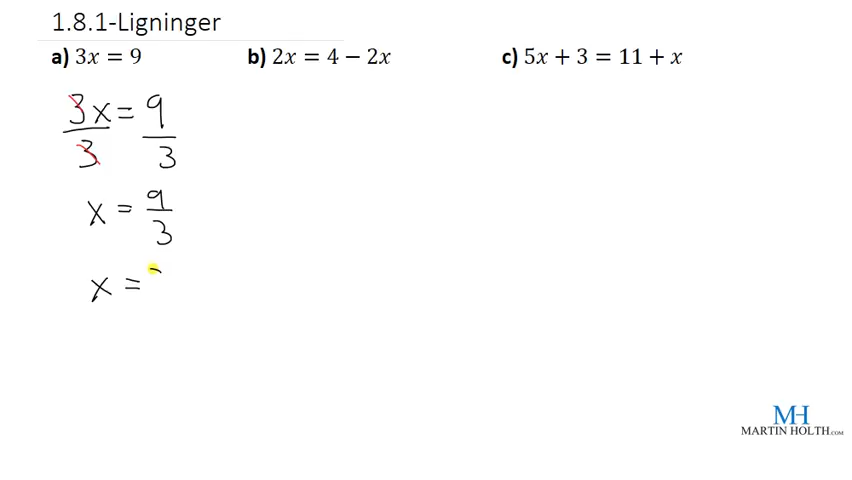 1.8.1-Ligninger
a) 3x = 9
b) 2x = 4 − 2x
c) 5x + 3 = 11 + x
3x/3 = 9/3
x = 9/3
x =
MH
MARTIN HOLTH.COM